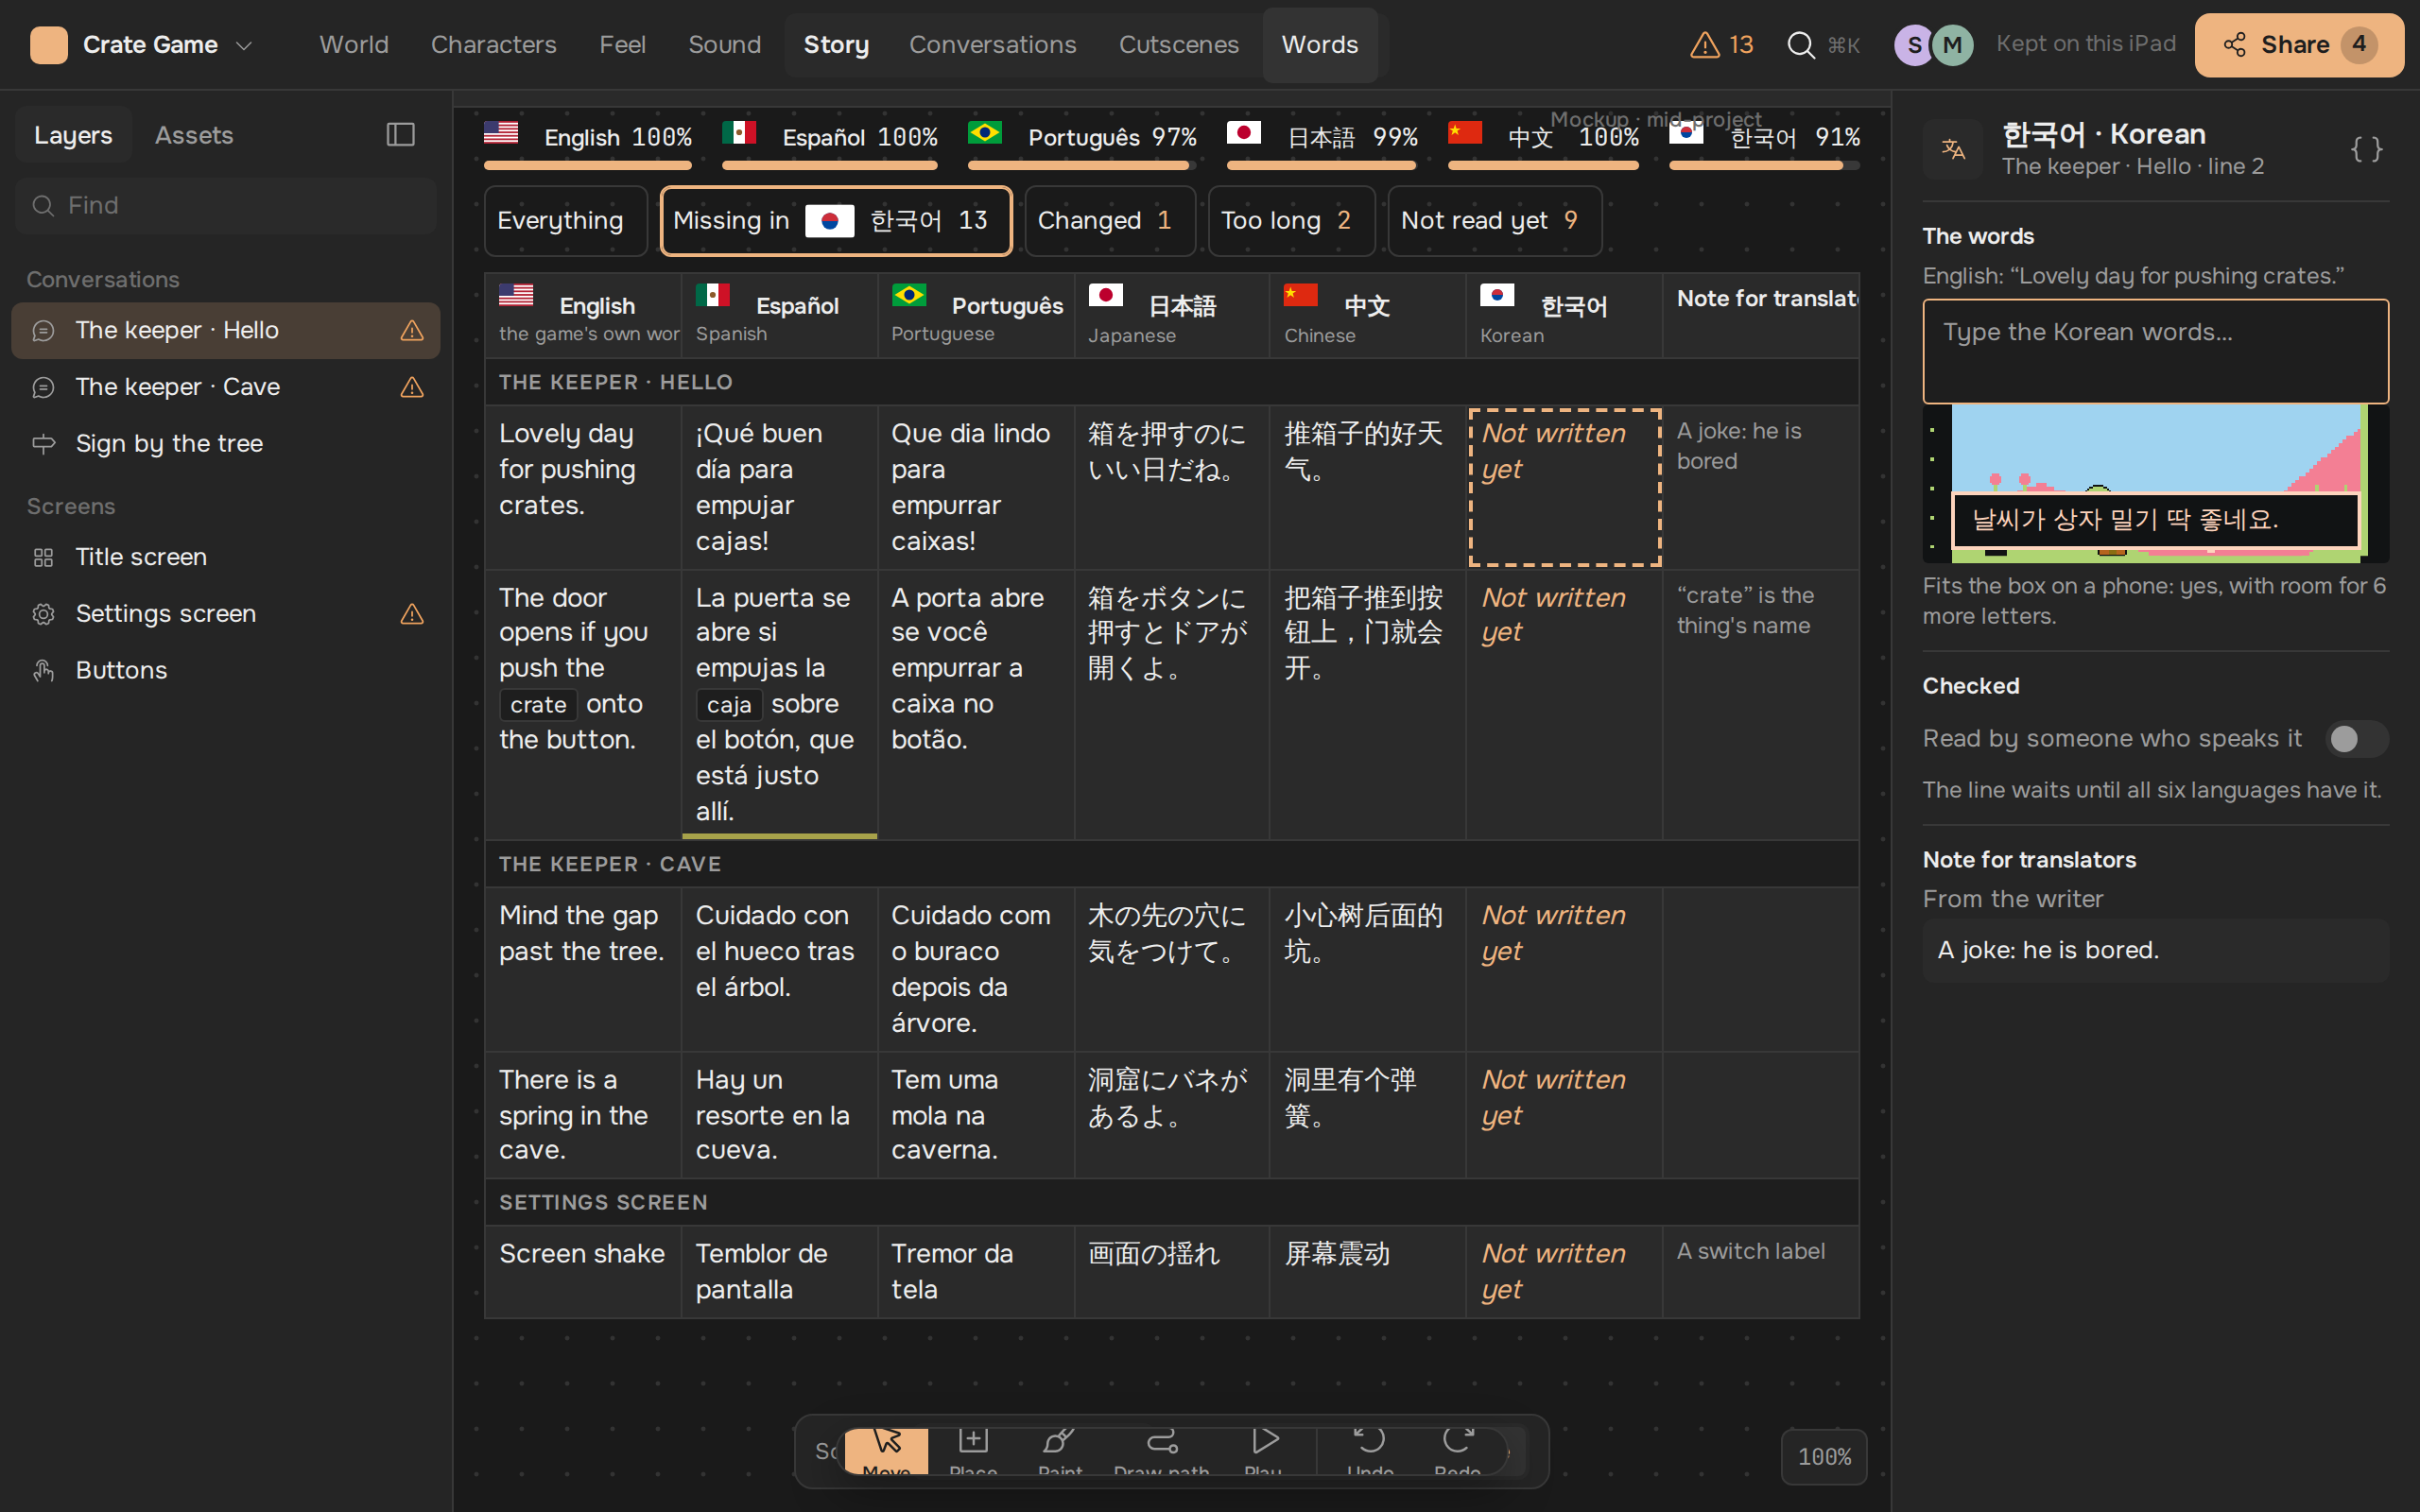 Crate Game
World Characters Feel Sound Story Conversations Cutscenes Words
13
⌘K
S M Kept on this iPad
Share 4
Layers Assets
Find
Conversations
The keeper · Hello
The keeper · Cave
Sign by the tree
Screens
Title screen
Settings screen
Buttons
Mockup · mid-project
English 100% Español 100% Português 97% 日本語 99% 中文 100% 한국어 91%
Everything Missing in 한국어 13 Changed 1 Too long 2 Not read yet 9
English
the game's own wor
Español
Spanish
Português
Portuguese
日本語
Japanese
中文
Chinese
한국어
Korean
Note for translat
THE KEEPER · HELLO
Lovely day
for pushing
crates.
¡Qué buen
día para
empujar
cajas!
Que dia lindo
para
empurrar
caixas!
箱を押すのに
いい日だね。
推箱子的好天
气。
Not written
yet
A joke: he is
bored
The door
opens if you
push the
crate onto
the button.
La puerta se
abre si
empujas la
caja sobre
el botón, que
está justo
allí.
A porta abre
se você
empurrar a
caixa no
botão.
箱をボタンに
押すとドアが
開くよ。
把箱子推到按
钮上，门就会
开。
Not written
yet
“crate” is the
thing's name
THE KEEPER · CAVE
Mind the gap
past the tree.
Cuidado con
el hueco tras
el árbol.
Cuidado com
o buraco
depois da
árvore.
木の先の穴に
気をつけて。
小心树后面的
坑。
Not written
yet
There is a
spring in the
cave.
Hay un
resorte en la
cueva.
Tem uma
mola na
caverna.
洞窟にバネが
あるよ。
洞里有个弹
簧。
Not written
yet
SETTINGS SCREEN
Screen shake
Temblor de
pantalla
Tremor da
tela
画面の揺れ
屏幕震动
Not written
yet
A switch label
Move Place Paint Draw path Play Undo Redo
100%
한국어 · Korean
The keeper · Hello · line 2
The words
English: “Lovely day for pushing crates.”
Type the Korean words...
날씨가 상자 밀기 딱 좋네요.
Fits the box on a phone: yes, with room for 6
more letters.
Checked
Read by someone who speaks it
The line waits until all six languages have it.
Note for translators
From the writer
A joke: he is bored.